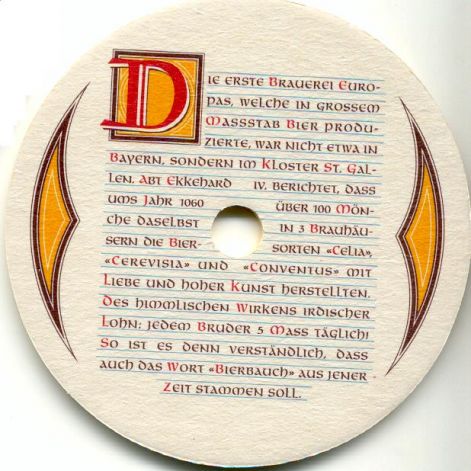 Die erste Brauerei Euro-
pas, welche in grossem
Massstab Bier produ-
zierte, war nicht etwa in
Bayern, sondern im Kloster St. Gal-
len. Abt Ekkehard IV. berichtet, dass
ums Jahr 1060 über 100 Mön-
che daselbst in 3 Brauhäu-
sern die Bier- sorten «Celia»,
«Cerevisia» und «Conventus» mit
Liebe und hoher Kunst herstellten.
Des himmlischen Wirkens irdischer
Lohn: jedem Bruder 5 Mass täglich!
So ist es denn verständlich, dass
auch das Wort «Bierbauch» aus jener -
Zeit stammen soll.